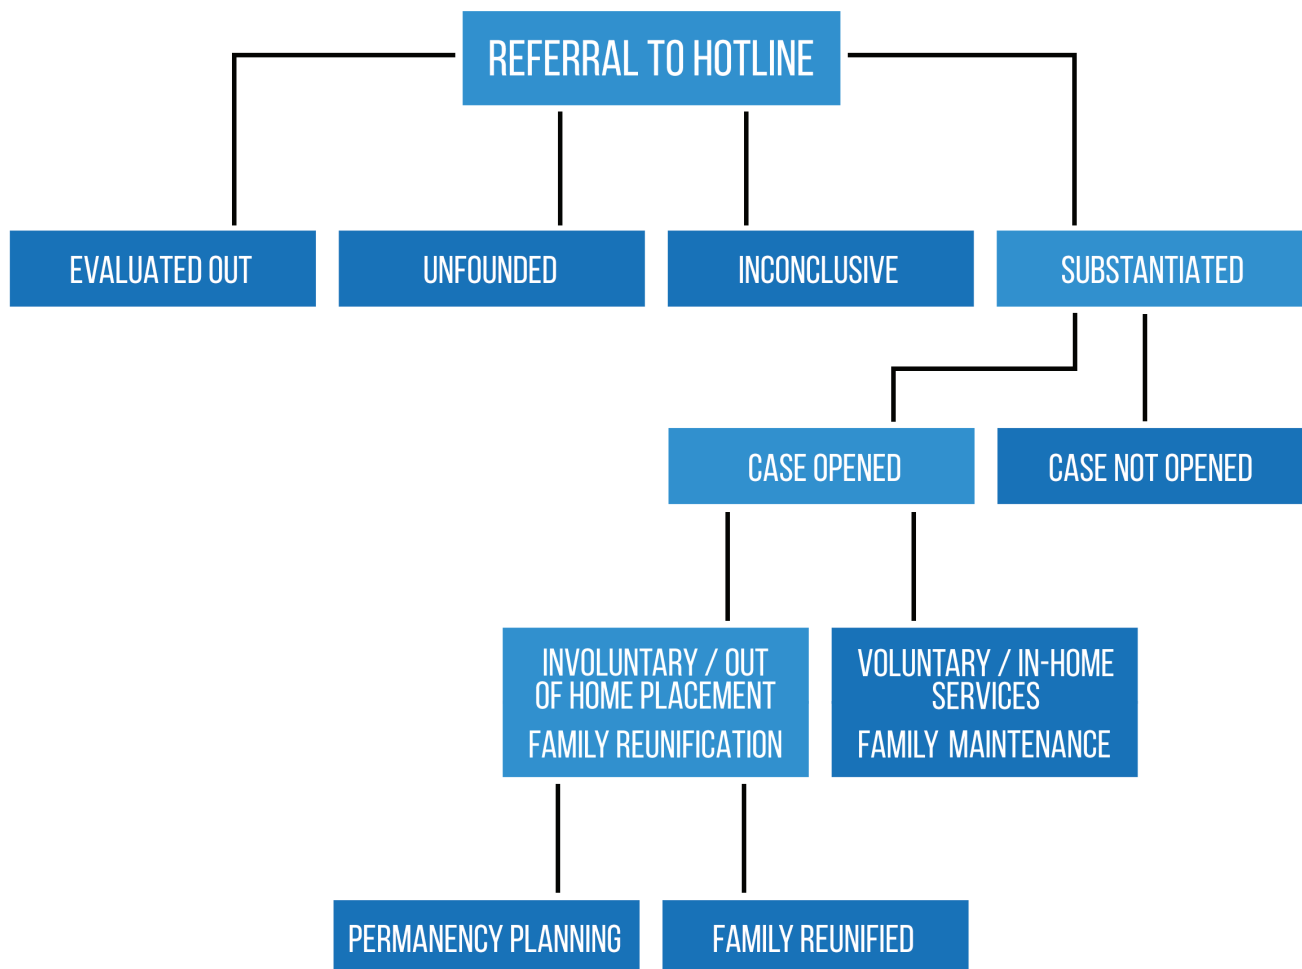 REFERRAL TO HOTLINE
EVALUATED OUT
UNFOUNDED
INCONCLUSIVE
SUBSTANTIATED
CASE OPENED
CASE NOT OPENED
INVOLUNTARY / OUT
OF HOME PLACEMENT
FAMILY REUNIFICATION
VOLUNTARY / IN-HOME
SERVICES
FAMILY MAINTENANCE
PERMANENCY PLANNING
FAMILY REUNIFIED